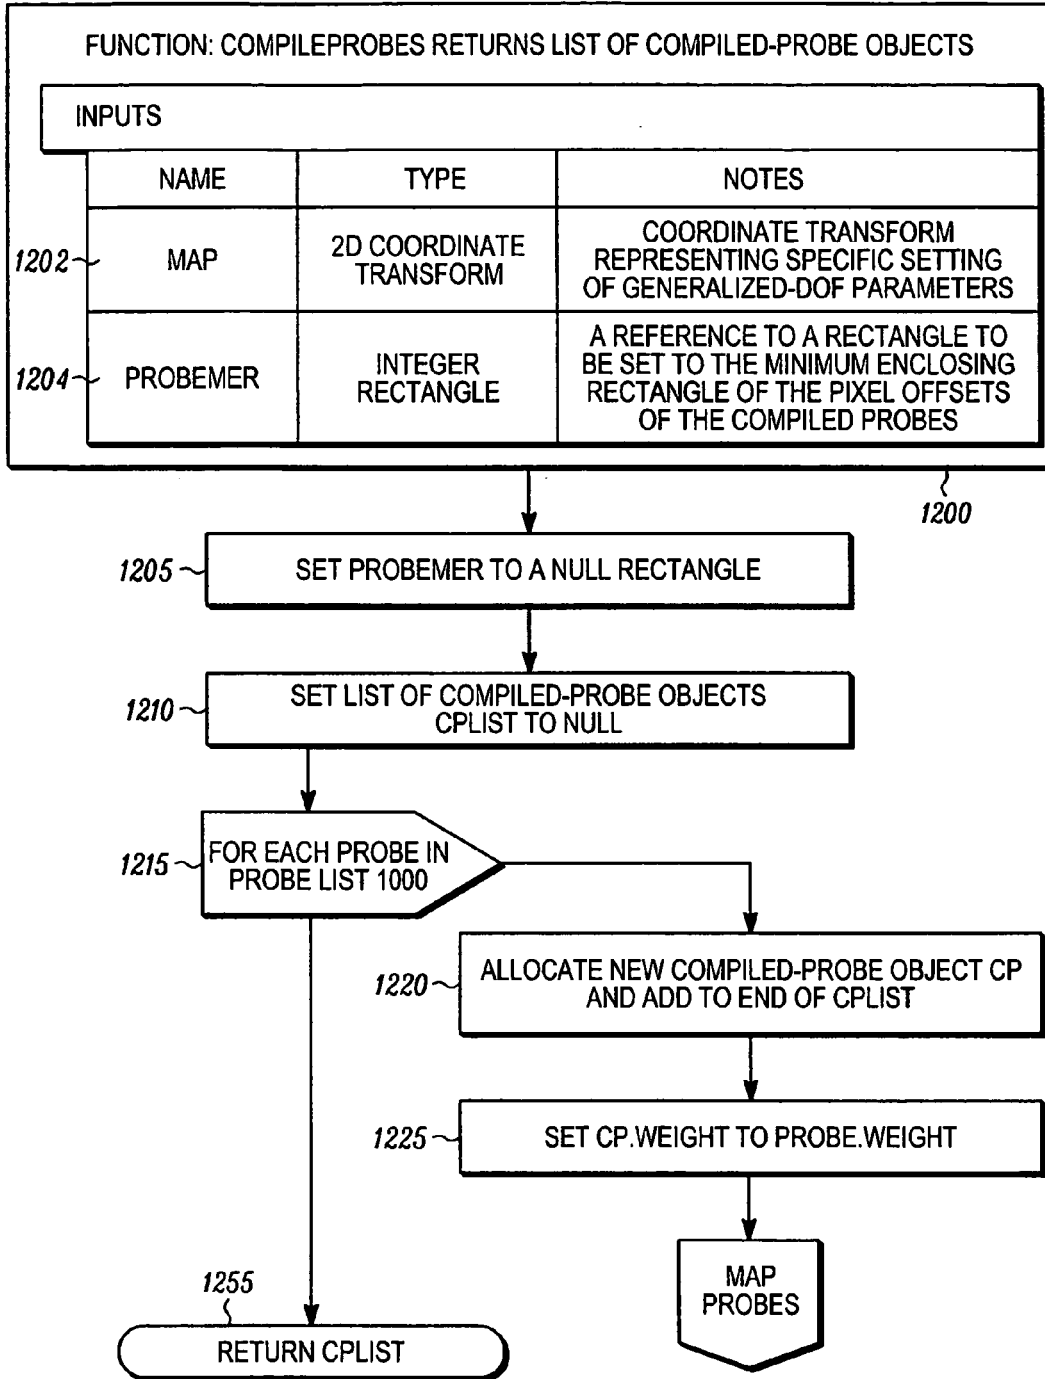 FUNCTION: COMPILEPROBES RETURNS LIST OF COMPILED-PROBE OBJECTS
INPUTS
NAME
TYPE
NOTES
1202
MAP
2D COORDINATE
TRANSFORM
COORDINATE TRANSFORM
REPRESENTING SPECIFIC SETTING
OF GENERALIZED-DOF PARAMETERS
1204
PROBEMER
INTEGER
RECTANGLE
A REFERENCE TO A RECTANGLE TO
BE SET TO THE MINIMUM ENCLOSING
RECTANGLE OF THE PIXEL OFFSETS
OF THE COMPILED PROBES
1200
1205
SET PROBEMER TO A NULL RECTANGLE
1210
SET LIST OF COMPILED-PROBE OBJECTS
CPLIST TO NULL
1215
FOR EACH PROBE IN
PROBE LIST 1000
1220
ALLOCATE NEW COMPILED-PROBE OBJECT CP
AND ADD TO END OF CPLIST
1225
SET CP.WEIGHT TO PROBE.WEIGHT
MAP
PROBES
1255
RETURN CPLIST